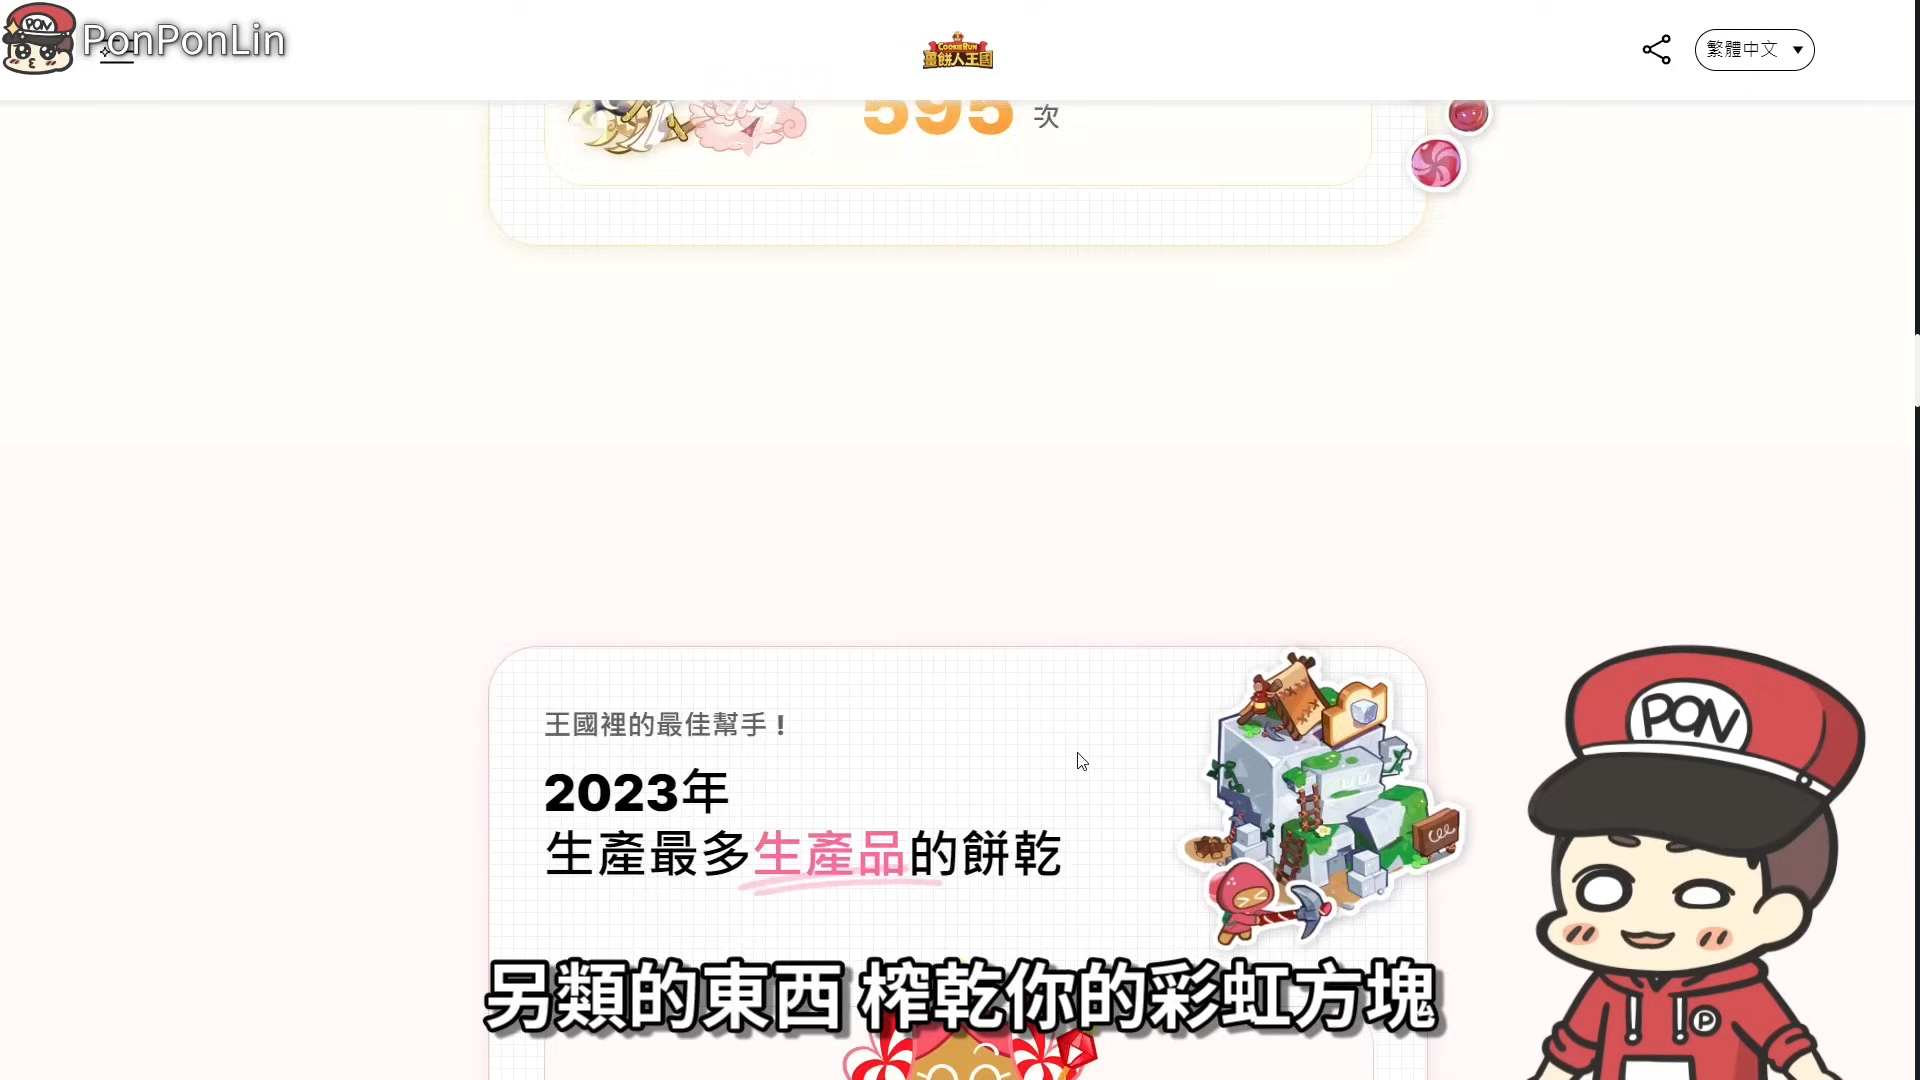 PonPonLin
PON
COOKIERUN
薑餅人王國
繁體中文
595 次
王國裡的最佳幫手！
2023年
生產最多生產品的餅乾
PON
另類的東西 榨乾你的彩虹方塊
P